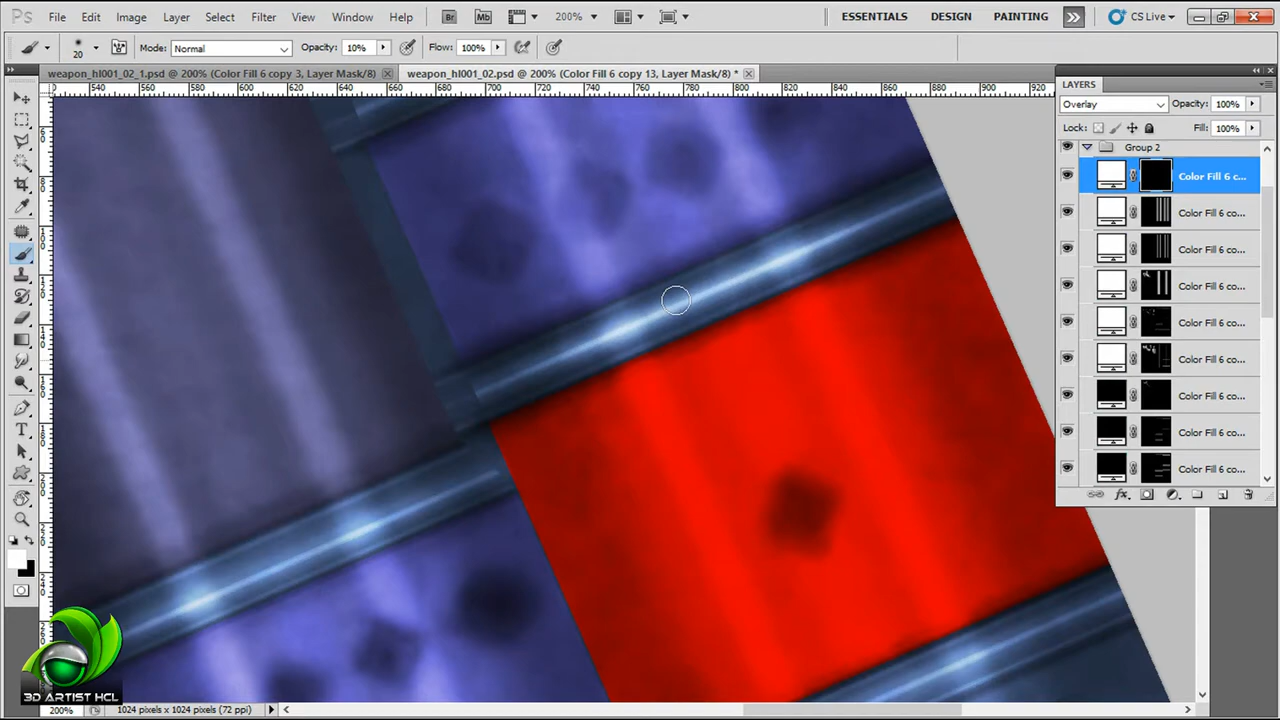 Ps File Edit Image Layer Select Filter View Window Help Br Mb 200% ESSENTIALS DESIGN PAINTING CS Live
20 Mode: Normal Opacity: 10% Flow: 100%
weapon_hl001_02_1.psd @ 200% (Color Fill 6 copy 3, Layer Mask/8) weapon_hl001_02.psd @ 200% (Color Fill 6 copy 13, Layer Mask/8) *
540 560 580 600 620 640 660 680 700 720 740 760 780 800 820 840 860 880 900 920
LAYERS
Overlay Opacity: 100%
Lock: Fill: 100%
Group 2
Color Fill 6 c...
Color Fill 6 co...
Color Fill 6 co...
Color Fill 6 co...
Color Fill 6 co...
Color Fill 6 co...
Color Fill 6 co...
Color Fill 6 co...
Color Fill 6 co...
3D ARTIST HCL
200% 1024 pixels x 1024 pixels (72 ppi)